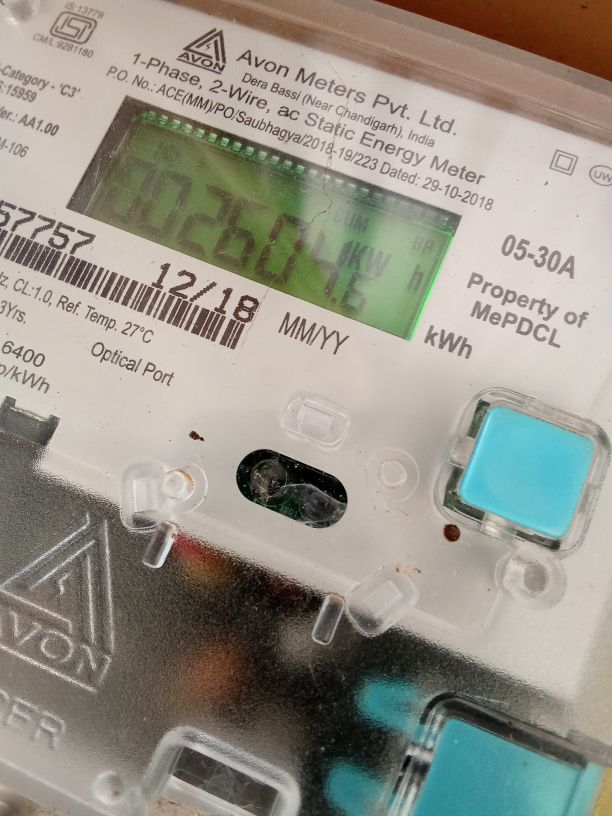 IS:13779
CM/L:9281180
AVON
Avon Meters Pvt. Ltd.
Dera Bassi (Near Chandigarh), India
1-Phase, 2-Wire, ac Static Energy Meter
P.O. No.: ACE(MM)/PO/Saubhagya/2018-19/223 Dated: 29-10-2018
-Category - 'C3'
:15959
Ver.: AA1.00
M-106
CUM
KW
h
UW
05-30A
Property of
MePDCL
57757
12/18
MM/YY
kWh
Hz, CL:1.0, Ref. Temp. 27°C
3Yrs.
6400
p/kWh
Optical Port
AVON